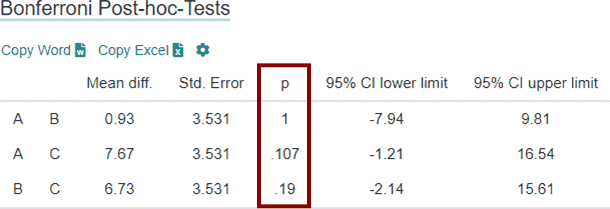 Bonferroni Post-hoc-Tests
Copy Word Copy Excel
Mean diff. Std. Error p 95% CI lower limit 95% CI upper limit
A B 0.93 3.531 1 -7.94 9.81
A C 7.67 3.531 .107 -1.21 16.54
B C 6.73 3.531 .19 -2.14 15.61